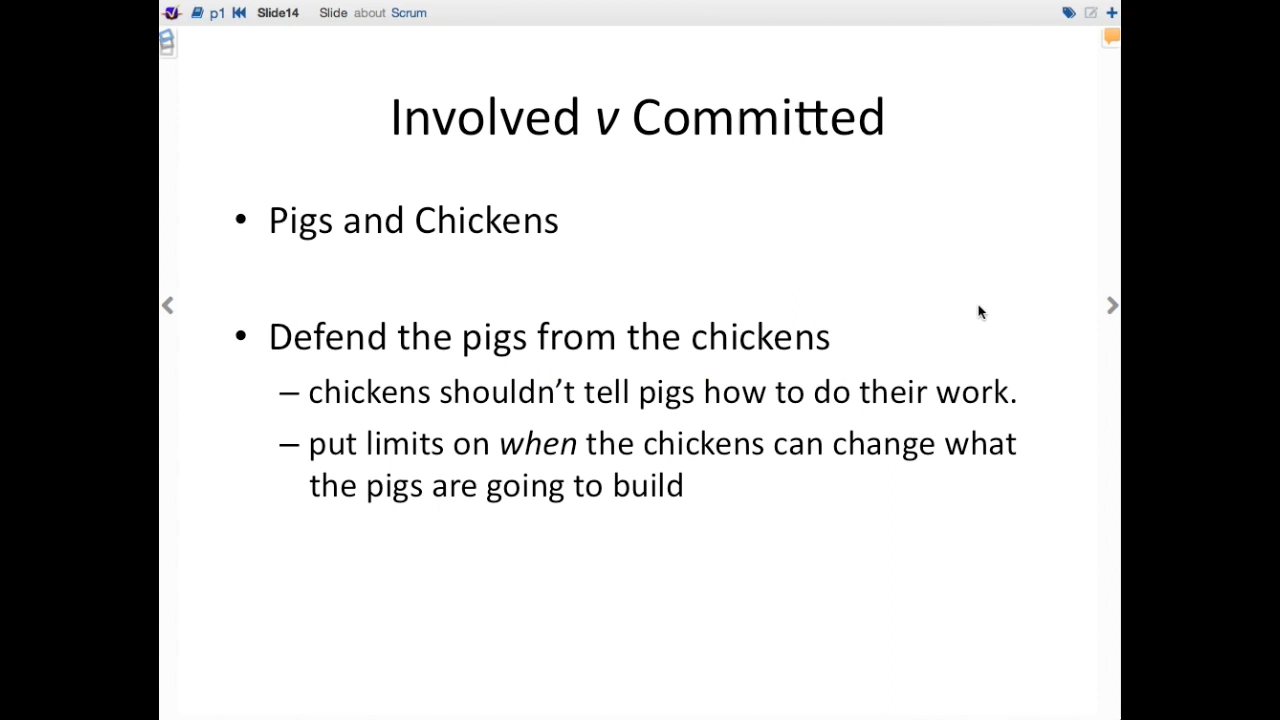 p1 Slide14 Slide about Scrum
Involved v Committed
• Pigs and Chickens
• Defend the pigs from the chickens
– chickens shouldn’t tell pigs how to do their work.
– put limits on when the chickens can change what
the pigs are going to build